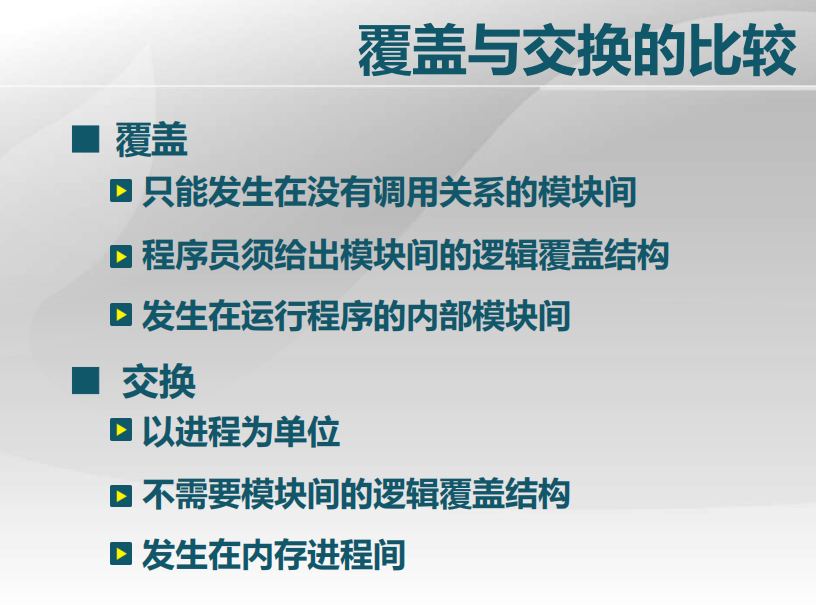 覆盖与交换的比较
覆盖
只能发生在没有调用关系的模块间
程序员须给出模块间的逻辑覆盖结构
发生在运行程序的内部模块间
交换
以进程为单位
不需要模块间的逻辑覆盖结构
发生在内存进程间